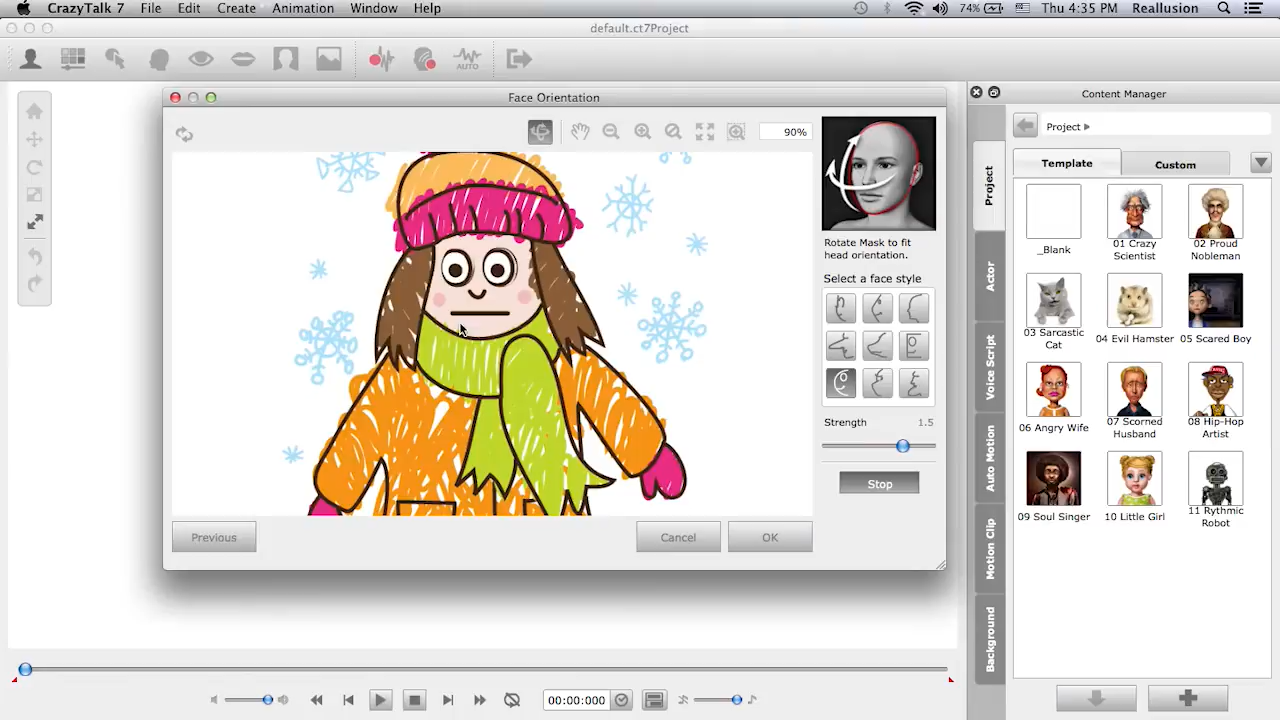 CrazyTalk 7 File Edit Create Animation Window Help 74% Thu 4:35 PM Reallusion
default.ct7Project
AUTO
Face Orientation
90%
Rotate Mask to fit
head orientation.
Select a face style
Strength 1.5
Stop
Previous Cancel OK
Content Manager
Project
Template Custom
Project
Actor
Voice Script
Auto Motion
Motion Clip
Background
_Blank
01 Crazy
Scientist
02 Proud
Nobleman
03 Sarcastic
Cat
04 Evil Hamster
05 Scared Boy
06 Angry Wife
07 Scorned
Husband
08 Hip-Hop
Artist
09 Soul Singer
10 Little Girl
11 Rythmic
Robot
00:00:000